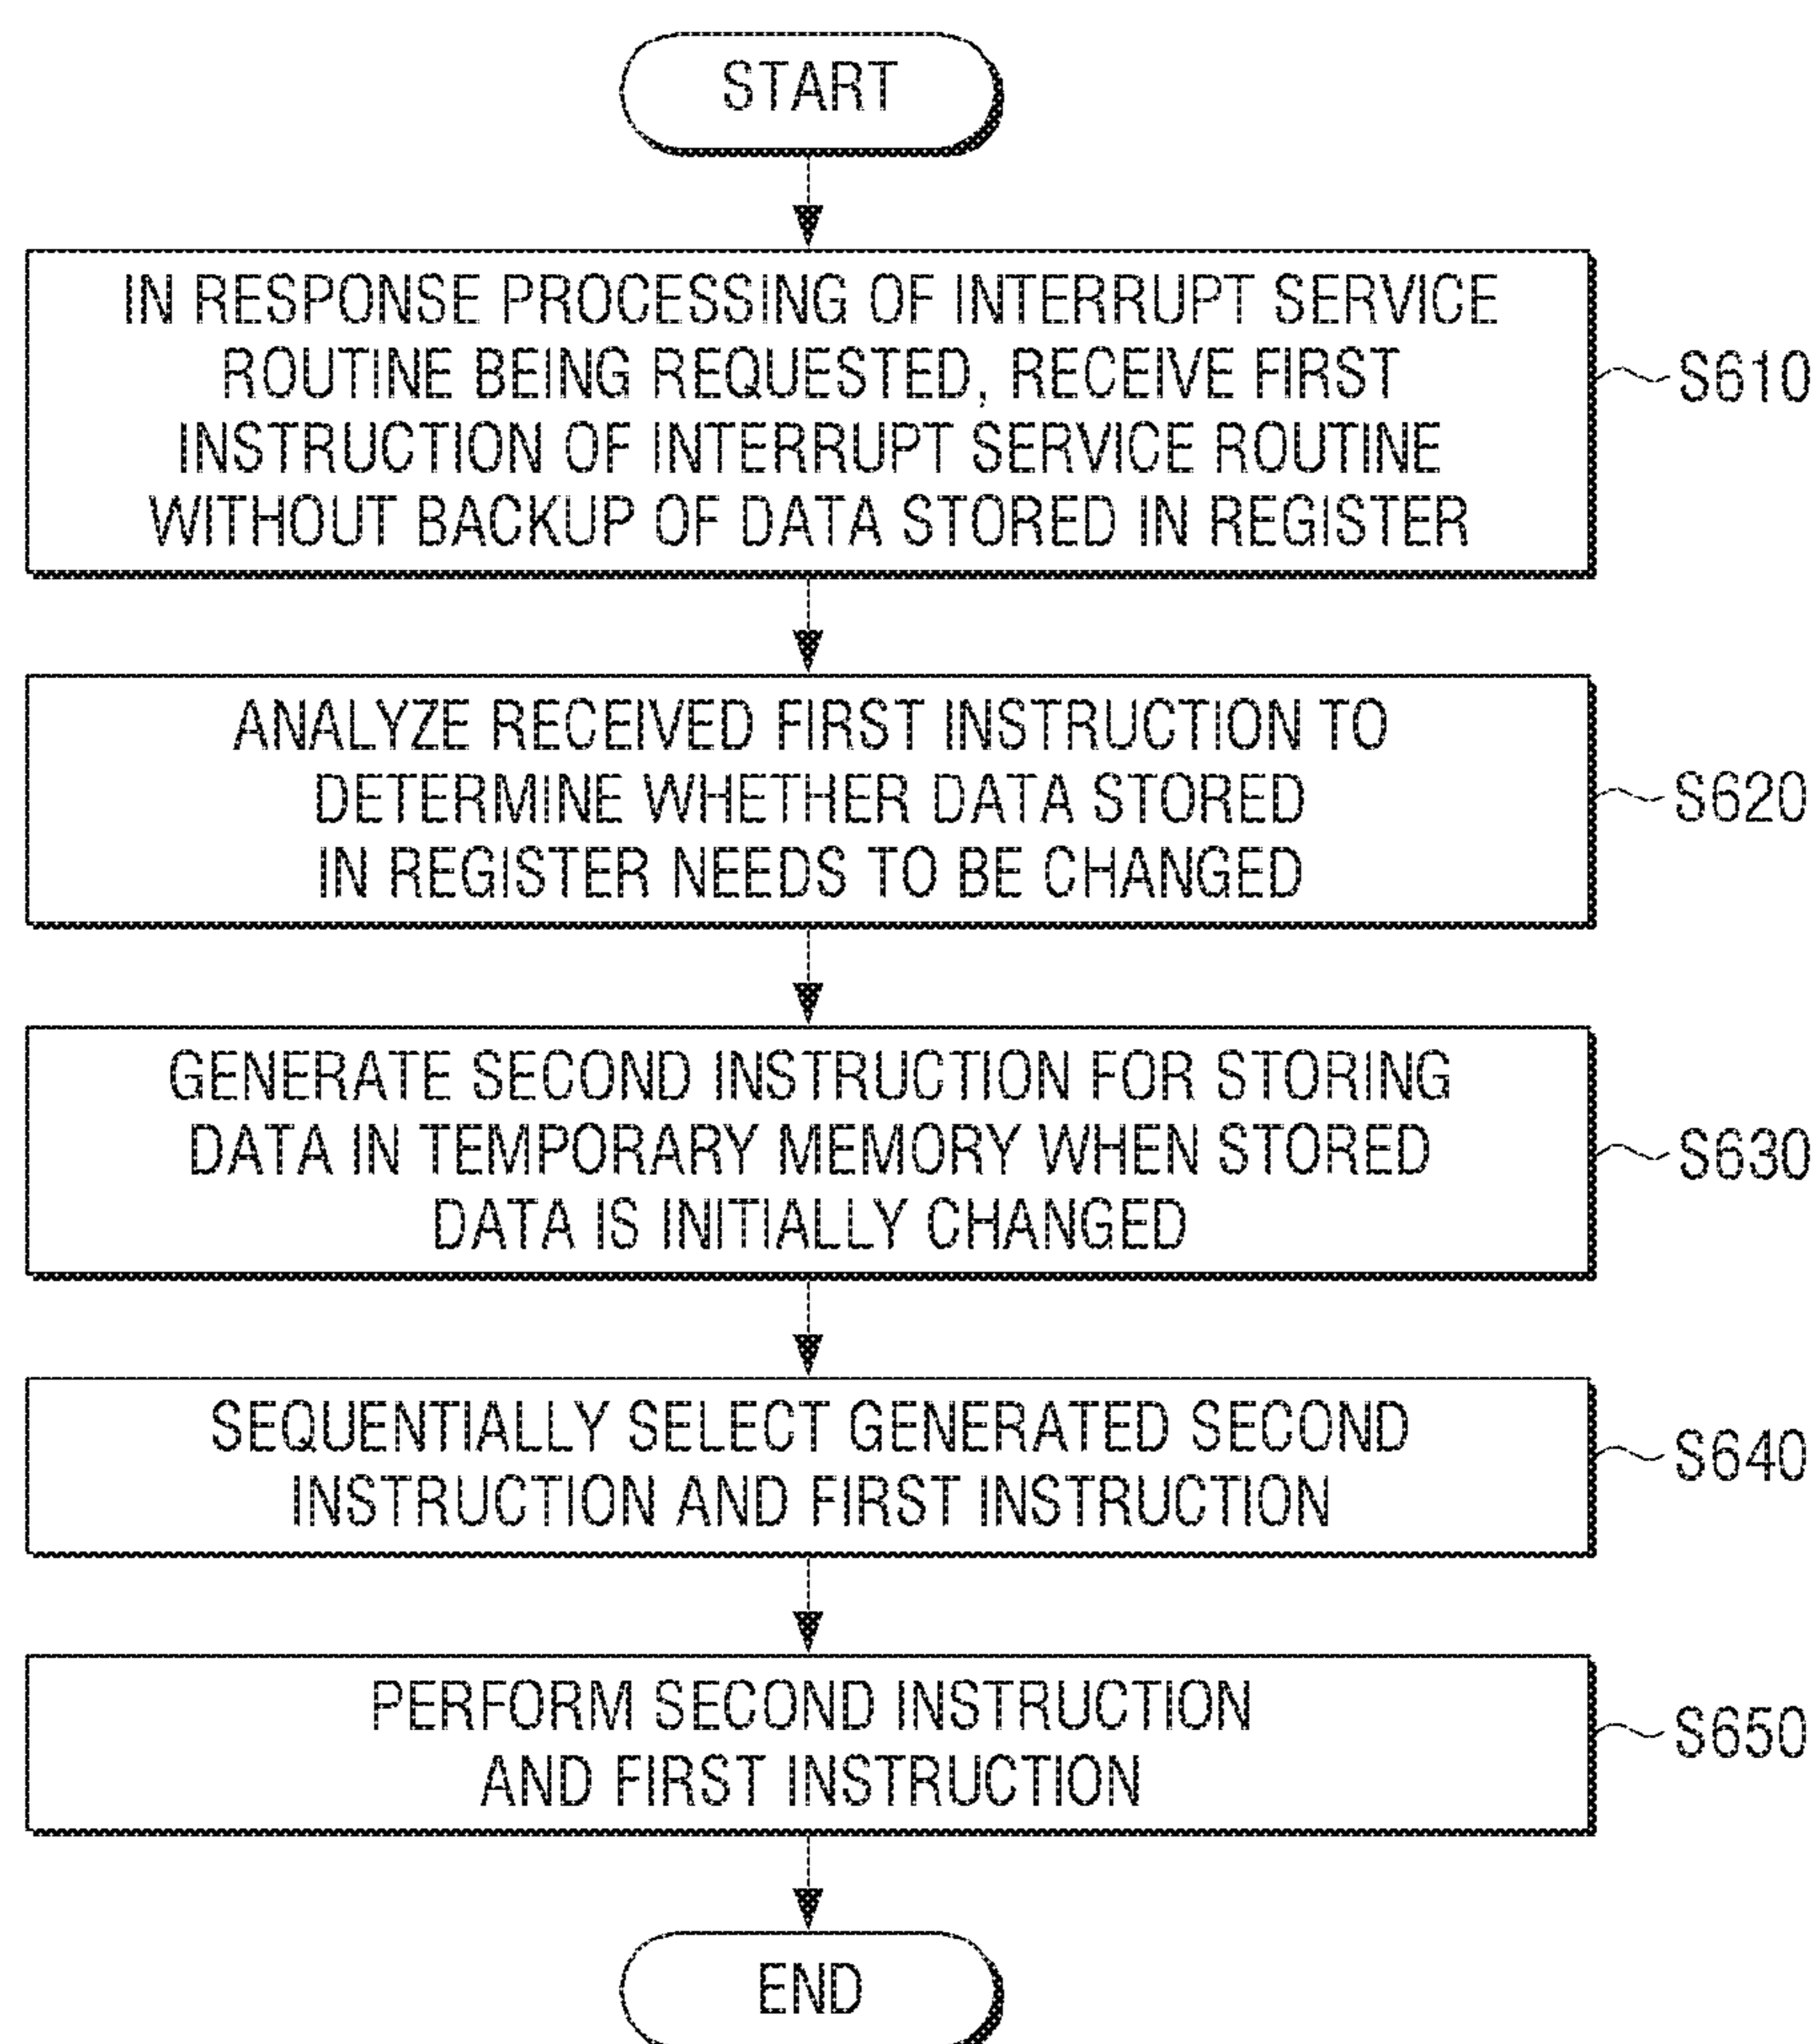 START
IN RESPONSE PROCESSING OF INTERRUPT SERVICE
ROUTINE BEING REQUESTED, RECEIVE FIRST
INSTRUCTION OF INTERRUPT SERVICE ROUTINE
WITHOUT BACKUP OF DATA STORED IN REGISTER
S610
ANALYZE RECEIVED FIRST INSTRUCTION TO
DETERMINE WHETHER DATA STORED
IN REGISTER NEEDS TO BE CHANGED
S620
GENERATE SECOND INSTRUCTION FOR STORING
DATA IN TEMPORARY MEMORY WHEN STORED
DATA IS INITIALLY CHANGED
S630
SEQUENTIALLY SELECT GENERATED SECOND
INSTRUCTION AND FIRST INSTRUCTION
S640
PERFORM SECOND INSTRUCTION
AND FIRST INSTRUCTION
S650
END